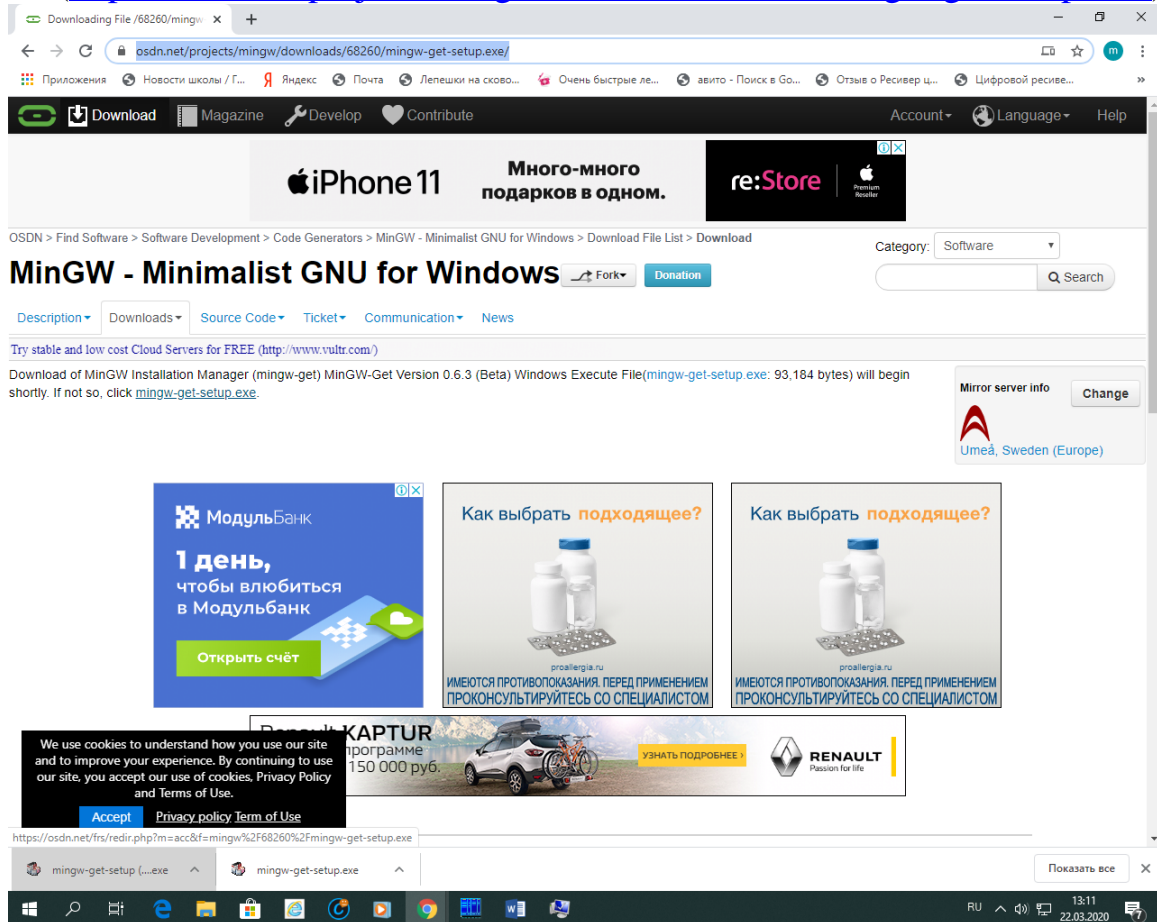 Downloading File /68260/mingw
osdn.net/projects/mingw/downloads/68260/mingw-get-setup.exe/
m
Приложения Новости школы / Г... Яндекс Почта Лепешки на сково... Очень быстрые ле... авито - Поиск в Go... Отзыв о Ресивер ц... Цифровой ресиве... »
Download Magazine Develop Contribute Account Language Help
iPhone 11
Много-много
подарков в одном.
re:Store
Premium
Reseller
OSDN > Find Software > Software Development > Code Generators > MinGW - Minimalist GNU for Windows > Download File List > Download
Category: Software
MinGW - Minimalist GNU for Windows Fork Donation
Search
Description Downloads Source Code Ticket Communication News
Try stable and low cost Cloud Servers for FREE (http://www.vultr.com/)
Download of MinGW Installation Manager (mingw-get) MinGW-Get Version 0.6.3 (Beta) Windows Execute File(mingw-get-setup.exe: 93,184 bytes) will begin
shortly. If not so, click mingw-get-setup.exe.
Mirror server info Change
Umeå, Sweden (Europe)
МодульБанк
1 день,
чтобы влюбиться
в Модульбанк
Открыть счёт
Как выбрать подходящее?
proallergia.ru
ИМЕЮТСЯ ПРОТИВОПОКАЗАНИЯ. ПЕРЕД ПРИМЕНЕНИЕМ
ПРОКОНСУЛЬТИРУЙТЕСЬ СО СПЕЦИАЛИСТОМ
Как выбрать подходящее?
proallergia.ru
ИМЕЮТСЯ ПРОТИВОПОКАЗАНИЯ. ПЕРЕД ПРИМЕНЕНИЕМ
ПРОКОНСУЛЬТИРУЙТЕСЬ СО СПЕЦИАЛИСТОМ
KAPTUR
программе
150 000 руб.
УЗНАТЬ ПОДРОБНЕЕ ›
RENAULT
Passion for life
We use cookies to understand how you use our site
and to improve your experience. By continuing to use
our site, you accept our use of cookies, Privacy Policy
and Terms of Use.
Accept Privacy policy Term of Use
https://osdn.net/frs/redir.php?m=acc&f=mingw%2F68260%2Fmingw-get-setup.exe
mingw-get-setup (....exe mingw-get-setup.exe Показать все
RU 13:11
22.03.2020
7